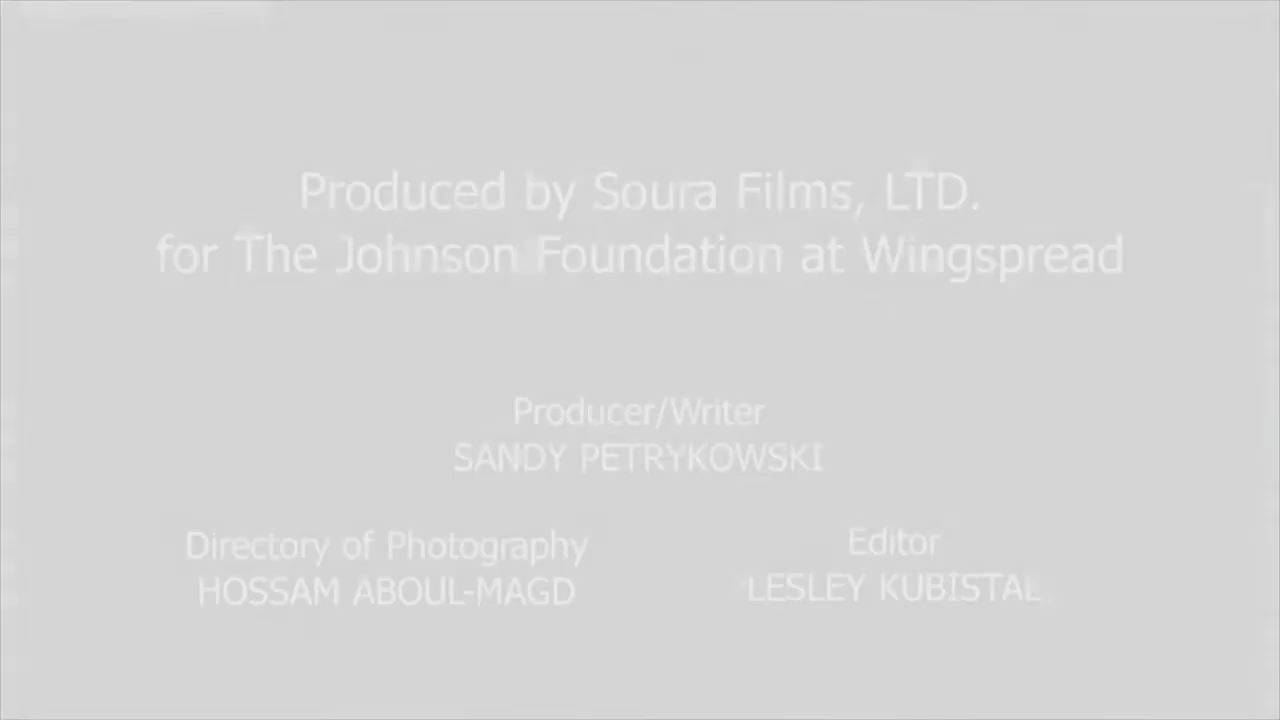 Produced by Soura Films, LTD.
for The Johnson Foundation at Wingspread
Producer/Writer
SANDY PETRYKOWSKI
Directory of Photography
HOSSAM ABOUL-MAGD
Editor
LESLEY KUBISTAL